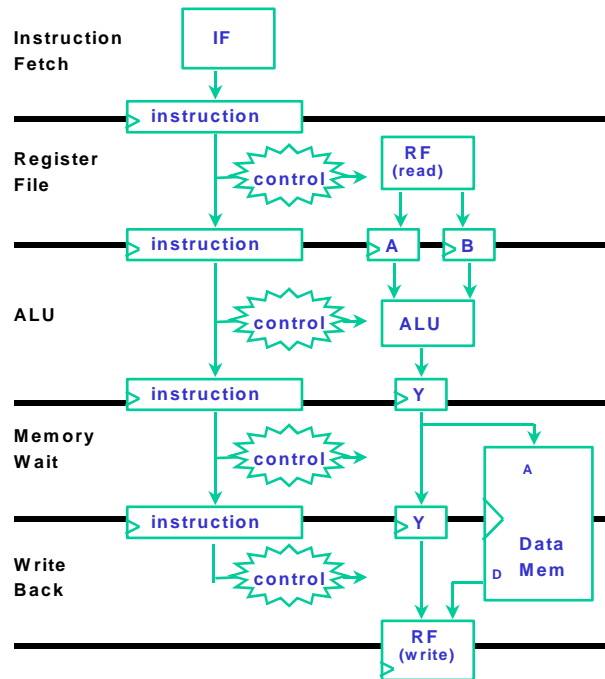 Instruction
Fetch
IF
instruction
Register
File
control
RF
(read)
instruction
A
B
ALU
control
ALU
instruction
Y
Memory
Wait
control
A
instruction
Y
Data
Mem
Write
Back
control
D
RF
(write)